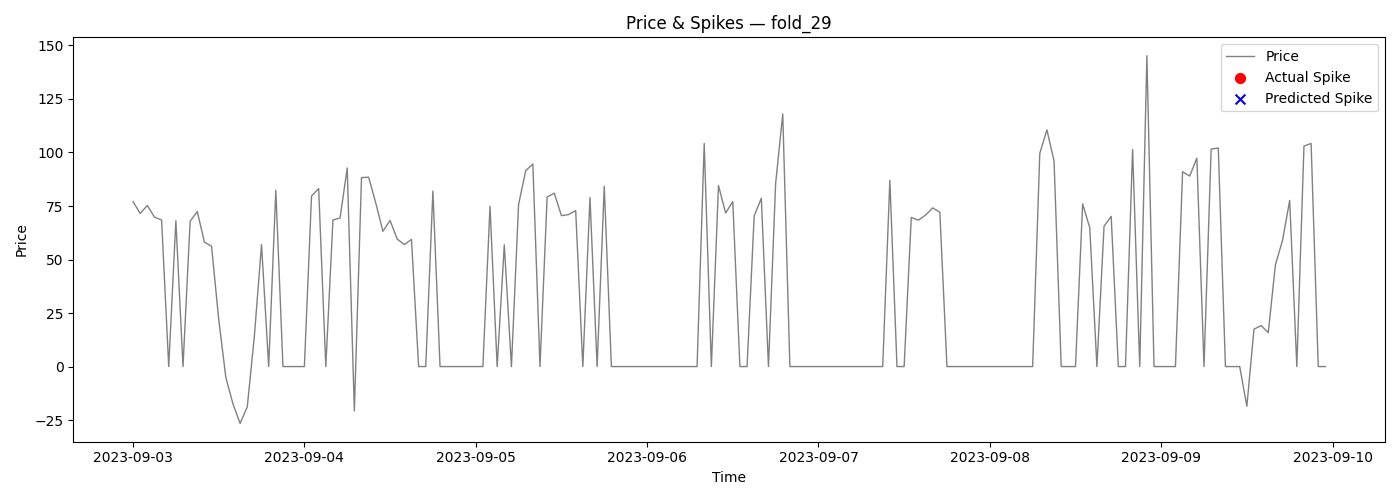 Price & Spikes — fold_29
Price
Actual Spike
Predicted Spike
150
125
100
75
50
25
0
−25
Price
2023-09-03
2023-09-04
2023-09-05
2023-09-06
2023-09-07
2023-09-08
2023-09-09
2023-09-10
Time